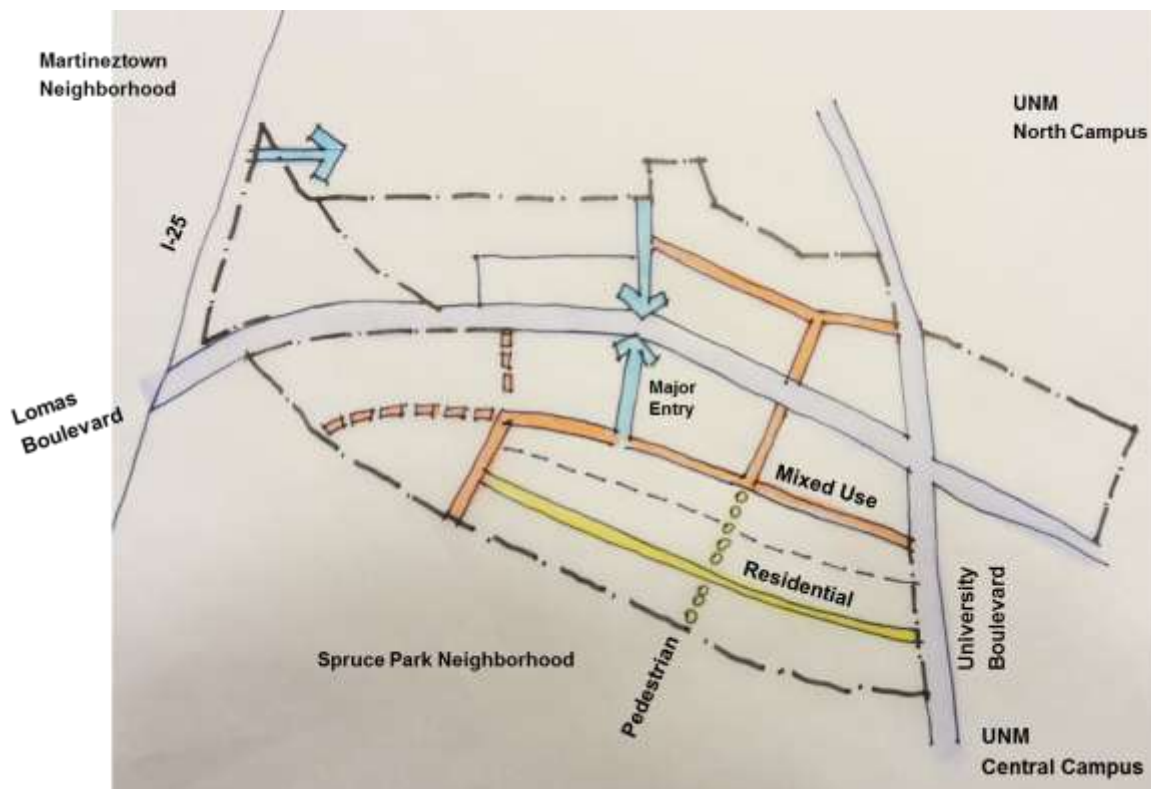 Martineztown
Neighborhood
UNM
North Campus
I-25
Lomas
Boulevard
Major
Entry
Mixed Use
Residential
University
Boulevard
Spruce Park Neighborhood
Pedestrian
UNM
Central Campus